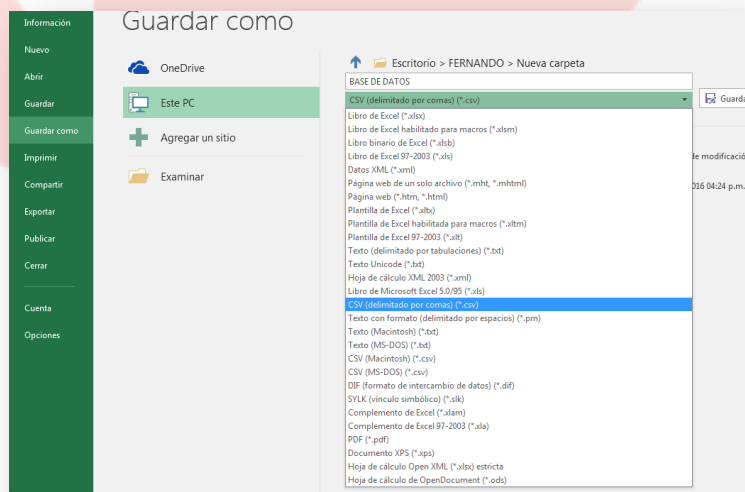 Guardar como
Información
Nuevo
Abrir
Guardar
Guardar como
Imprimir
Compartir
Exportar
Publicar
Cerrar
Cuenta
Opciones
OneDrive
Este PC
Agregar un sitio
Examinar
Escritorio > FERNANDO > Nueva carpeta
BASE DE DATOS
CSV (delimitado por comas) (*.csv)
Libro de Excel (*.xlsx)
Libro de Excel habilitado para macros (*.xlsm)
Libro binario de Excel (*.xlsb)
Libro de Excel 97-2003 (*.xls)
Datos XML (*.xml)
Página web de un solo archivo (*.mht, *.mhtml)
Página web (*.htm, *.html)
Plantilla de Excel (*.xltx)
Plantilla de Excel habilitada para macros (*.xltm)
Plantilla de Excel 97-2003 (*.xlt)
Texto (delimitado por tabulaciones) (*.txt)
Texto Unicode (*.txt)
Hoja de cálculo XML 2003 (*.xml)
Libro de Microsoft Excel 5.0/95 (*.xls)
CSV (delimitado por comas) (*.csv)
Texto con formato (delimitado por espacios) (*.prn)
Texto (Macintosh) (*.txt)
Texto (MS-DOS) (*.txt)
CSV (Macintosh) (*.csv)
CSV (MS-DOS) (*.csv)
DIF (formato de intercambio de datos) (*.dif)
SYLK (vínculo simbólico) (*.slk)
Complemento de Excel (*.xlam)
Complemento de Excel 97-2003 (*.xla)
PDF (*.pdf)
Documento XPS (*.xps)
Hoja de cálculo Open XML (*.xlsx) estricta
Hoja de cálculo de OpenDocument (*.ods)
Guarda
de modificació
016 04:24 p.m.